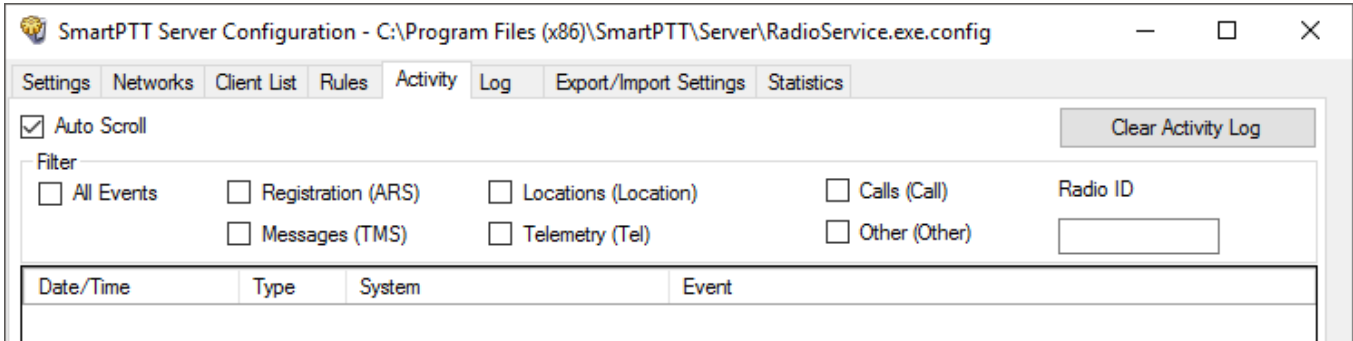 SmartPTT Server Configuration - C:\Program Files (x86)\SmartPTT\Server\RadioService.exe.config
Settings Networks Client List Rules Activity Log Export/Import Settings Statistics
Auto Scroll Clear Activity Log
Filter
All Events Registration (ARS) Locations (Location) Calls (Call) Radio ID
Messages (TMS) Telemetry (Tel) Other (Other)
Date/Time Type System Event